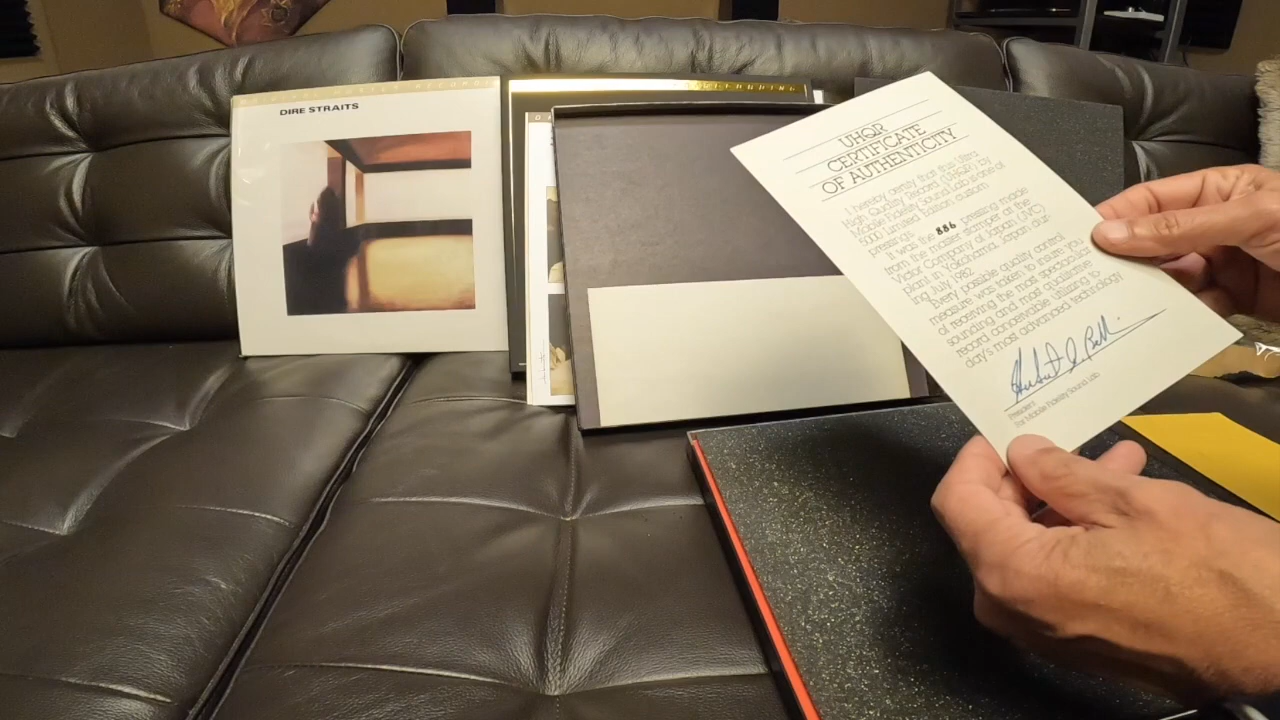 DIRE STRAITS
UHQR
CERTIFICATE
OF AUTHENTICITY
I hereby certify that this Ultra
High Quality Record (UHQR) by
Mobile Fidelity Sound Lab is one of
5000 Limited Edition, custom
pressings.
It was the 886 pressing made
from the master stamper at the
Victor Company of Japan (JVC)
plant in Yokohama, Japan dur-
ing July 1982
Every possible quality control
measure was taken to insure you
of receiving the most spectacular
sounding and most qualitative
record conceivable utilizing to-
day's most advanced technology
President
For Mobile Fidelity Sound Lab